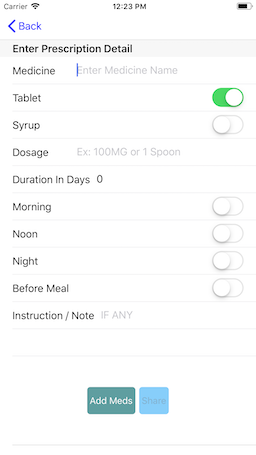 Carrier 12:23 PM
Back
Enter Prescription Detail
Medicine Enter Medicine Name
Tablet
Syrup
Dosage Ex: 100MG or 1 Spoon
Duration In Days 0
Morning
Noon
Night
Before Meal
Instruction / Note IF ANY
Add Meds Share